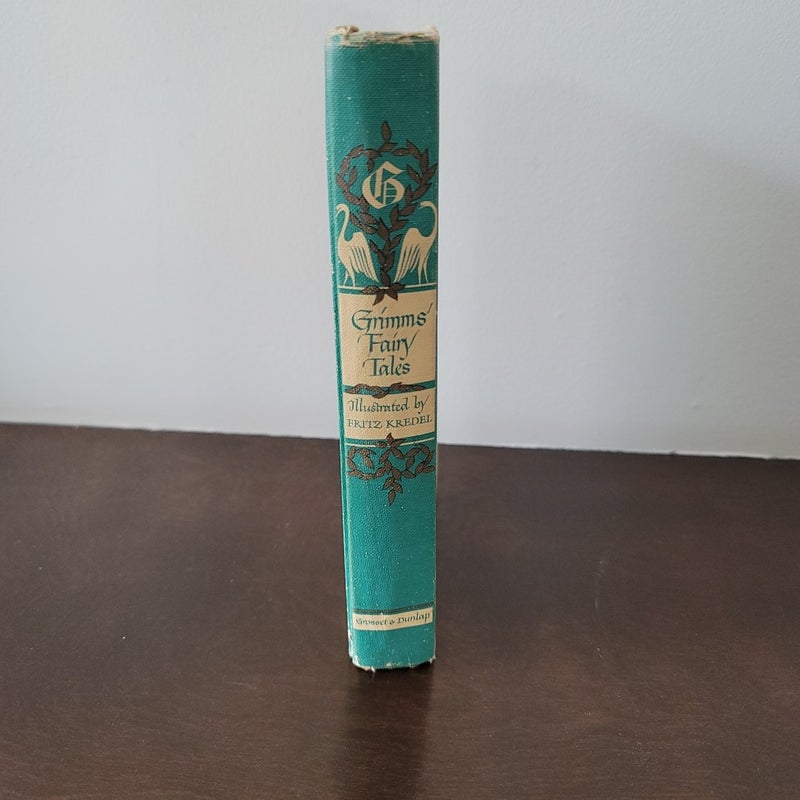 G
Grimms'
Fairy
Tales
Illustrated by
FRITZ KREDEL
Grosset & Dunlap